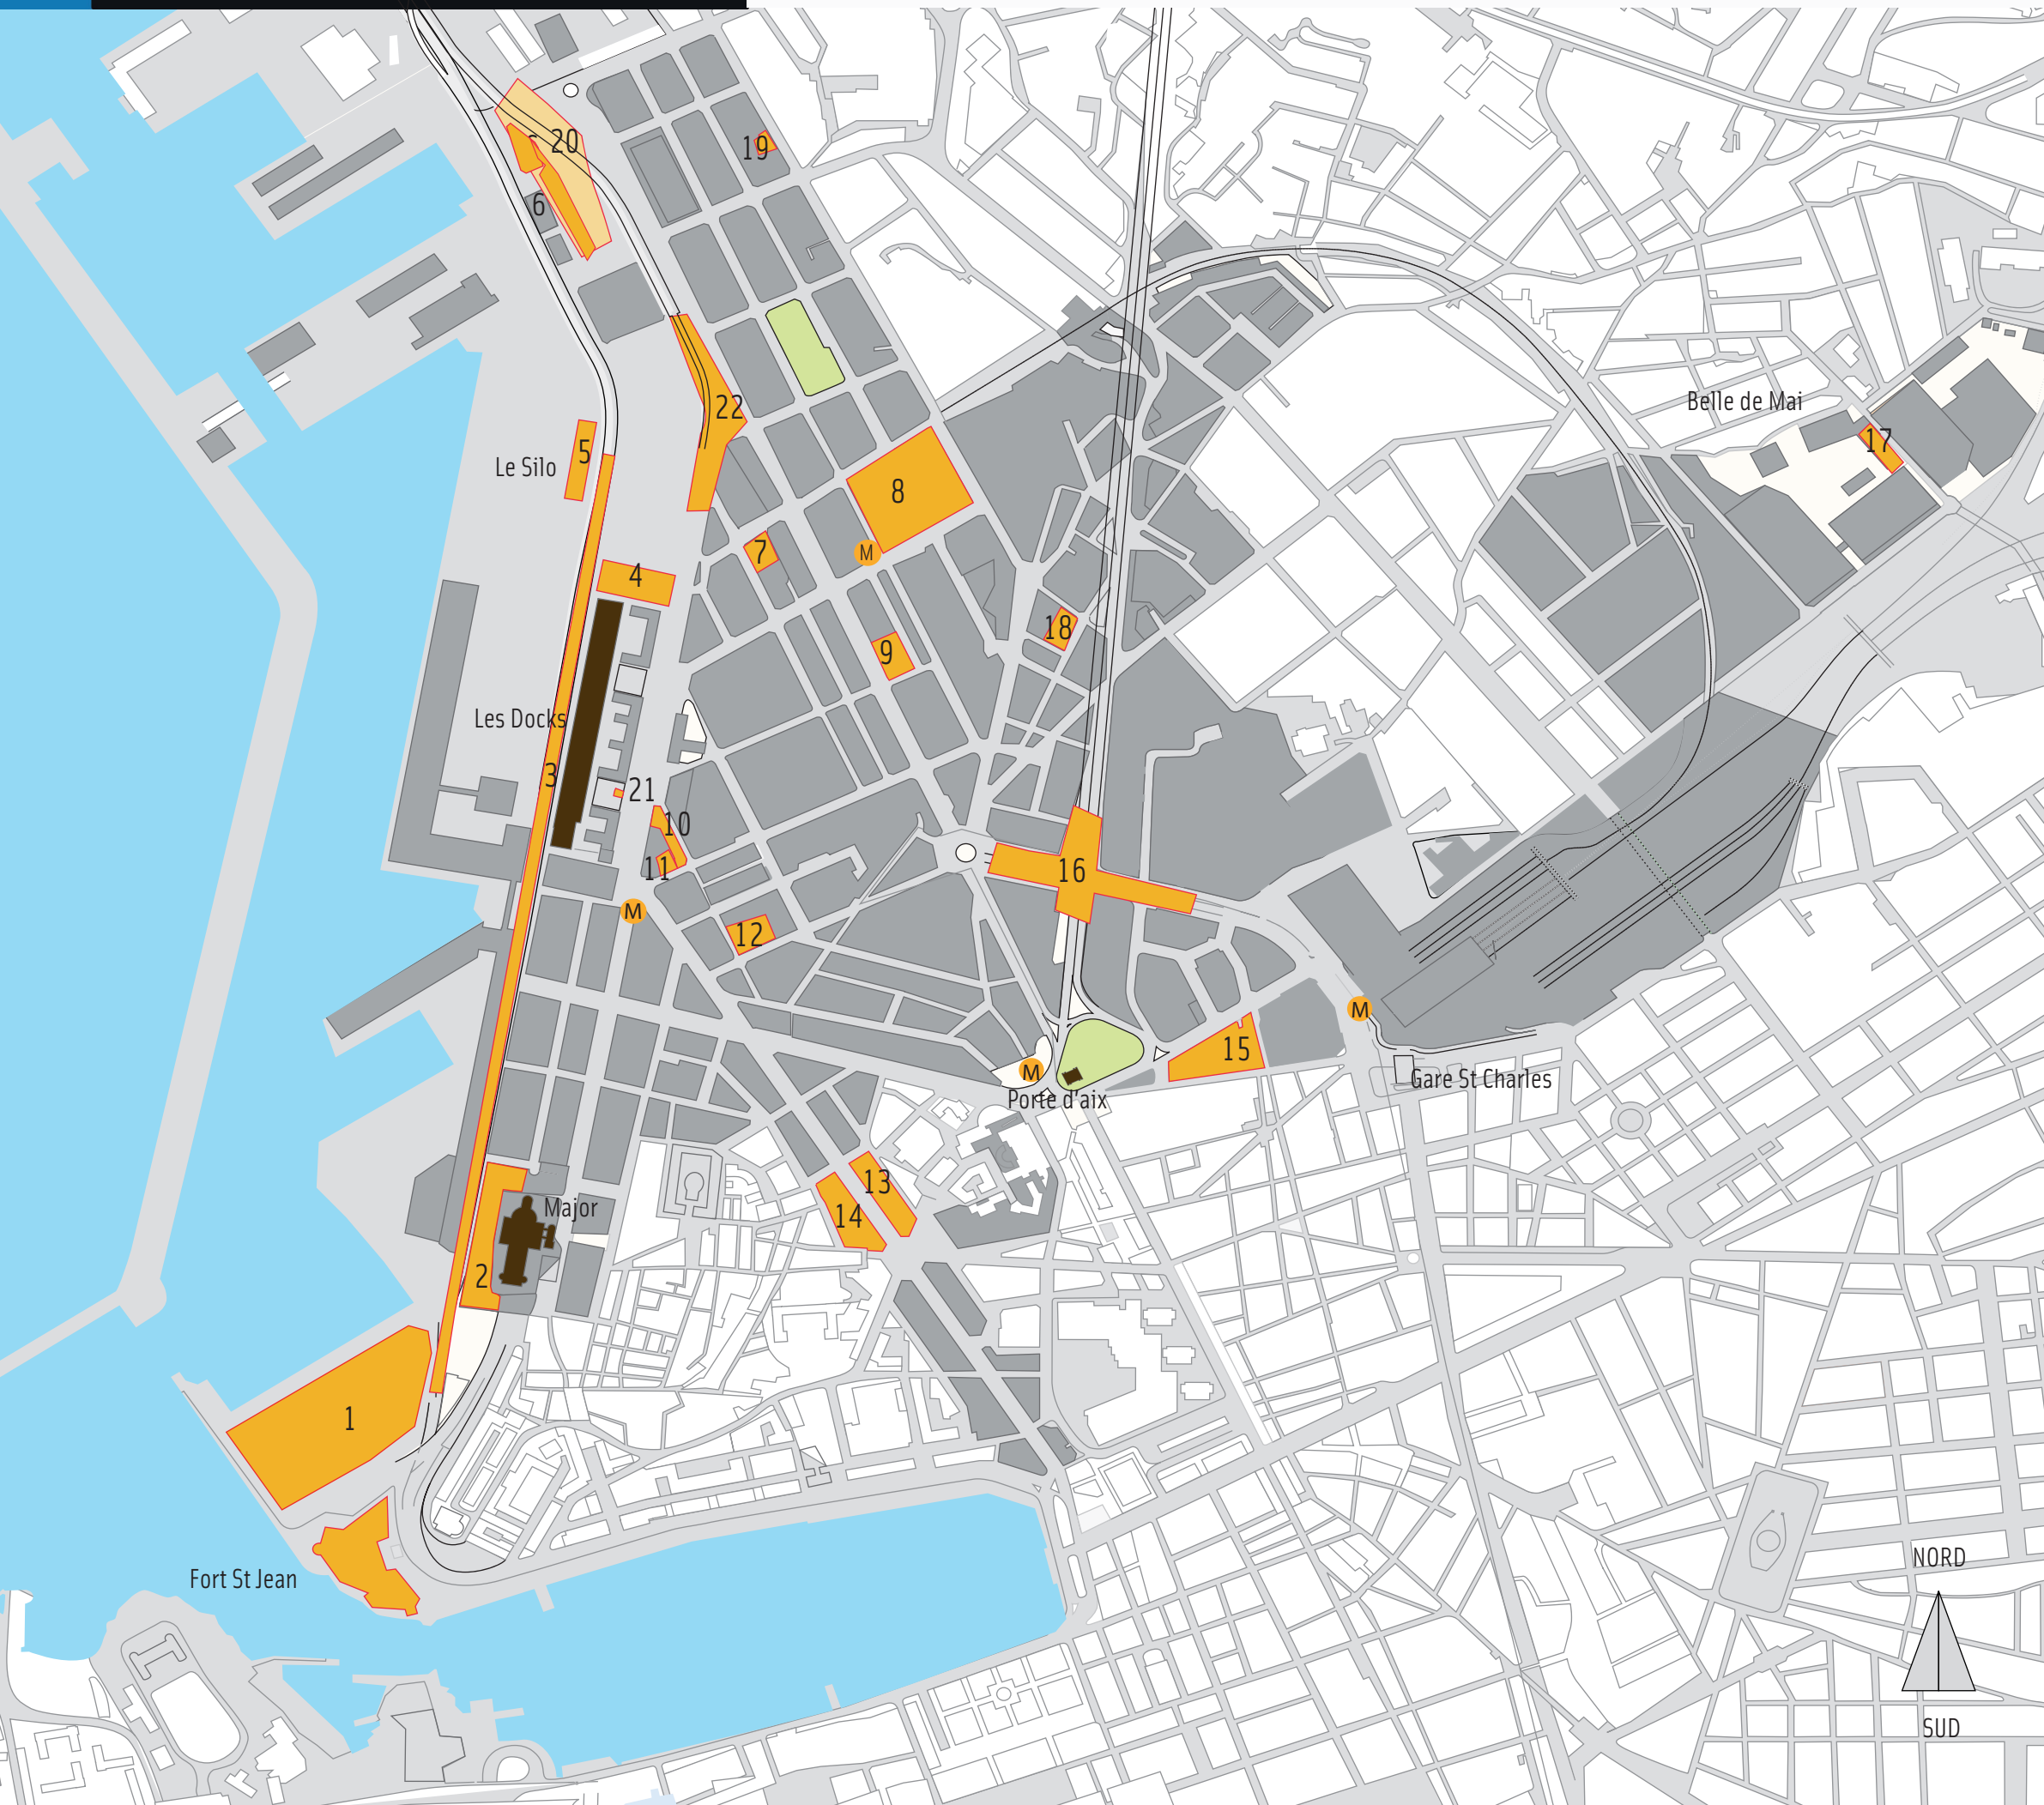 20
19
6
Belle de Mai
22
17
5
Le Silo
8
7
M
4
18
9
Les Docks
3
21
10
11
16
M
12
M
15
M
Gare St Charles
Porte d'aix
13
Major
14
2
1
NORD
Fort St Jean
SUD